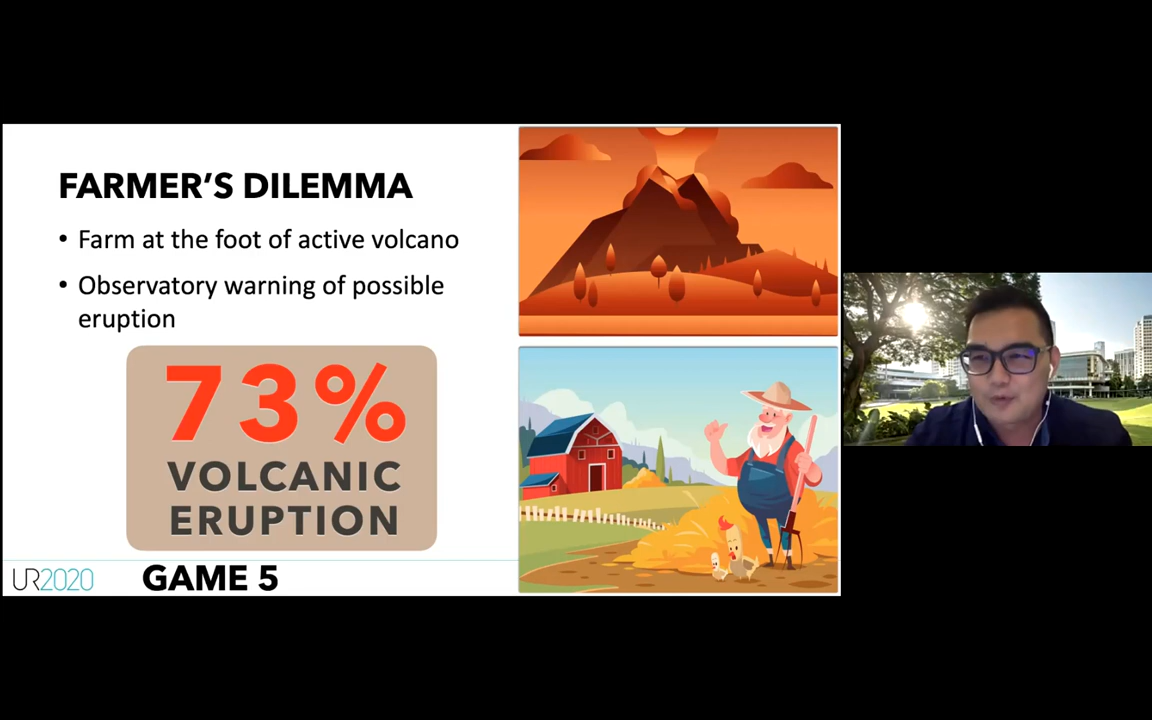 FARMER’S DILEMMA
• Farm at the foot of active volcano
• Observatory warning of possible
eruption
73%
VOLCANIC
ERUPTION
UR2020
GAME 5